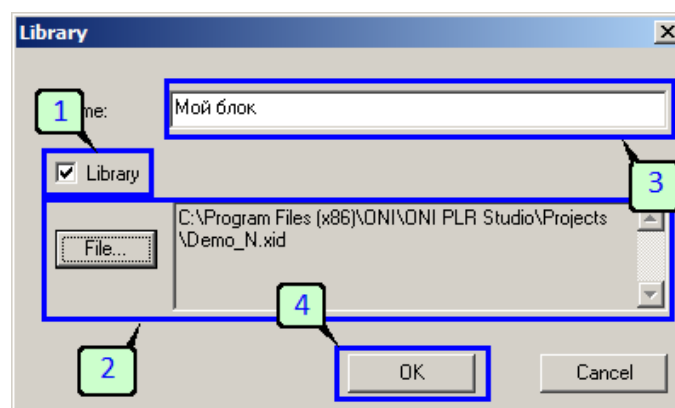 Library
1
me:
Мой блок
3
Library
File...
C:\Program Files (x86)\ONI\ONI PLR Studio\Projects
\Demo_N.xid
4
2
OK
Cancel